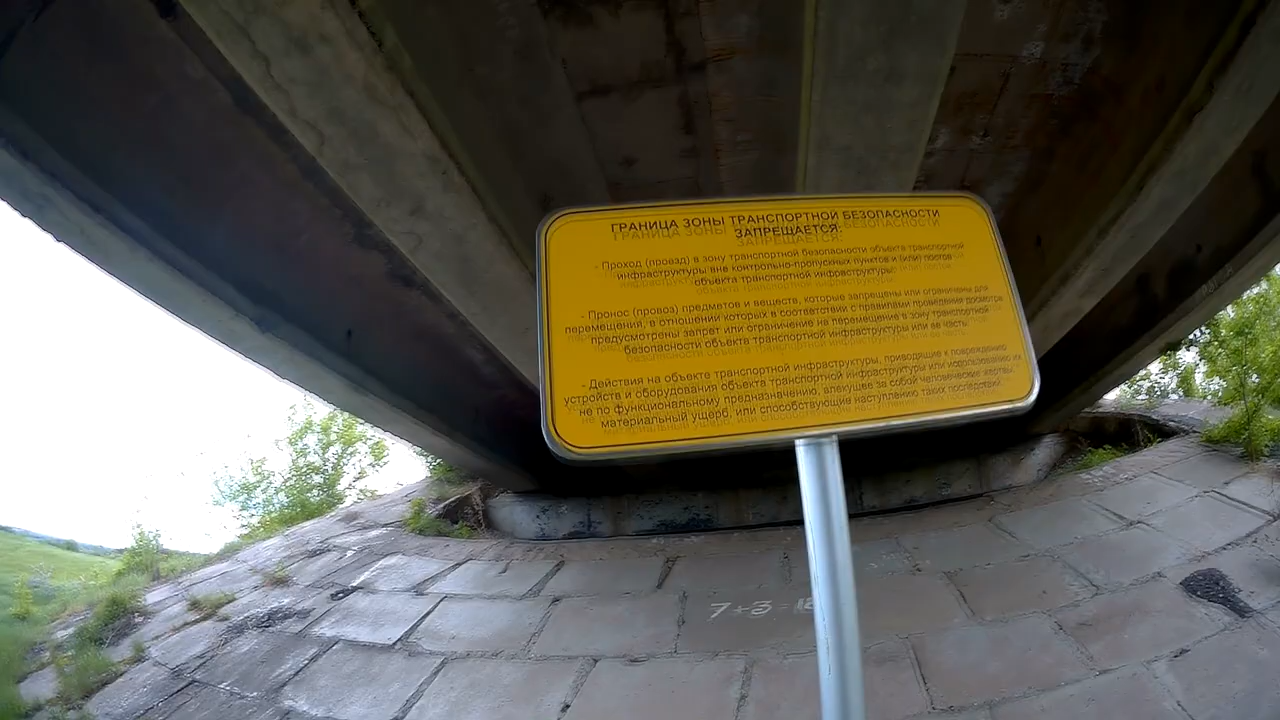 ГРАНИЦА ЗОНЫ ТРАНСПОРТНОЙ БЕЗОПАСНОСТИ
ЗАПРЕЩАЕТСЯ:
- Проход (проезд) в зону транспортной безопасности объекта транспортной
инфраструктуры вне контрольно-пропускных пунктов и (или) постов
объекта транспортной инфраструктуры.
- Пронос (провоз) предметов и веществ, которые запрещены или ограничены для
перемещения, в отношении которых в соответствии с правилами проведения досмотра
предусмотрены запрет или ограничение на перемещение в зону транспортной
безопасности объекта транспортной инфраструктуры или ее часть.
- Действия на объекте транспортной инфраструктуры, приводящие к повреждению
устройств и оборудования объекта транспортной инфраструктуры или использованию их
не по функциональному предназначению, влекущее за собой человеческие жертвы,
материальный ущерб, или способствующие наступлению таких последствий.
7+3=